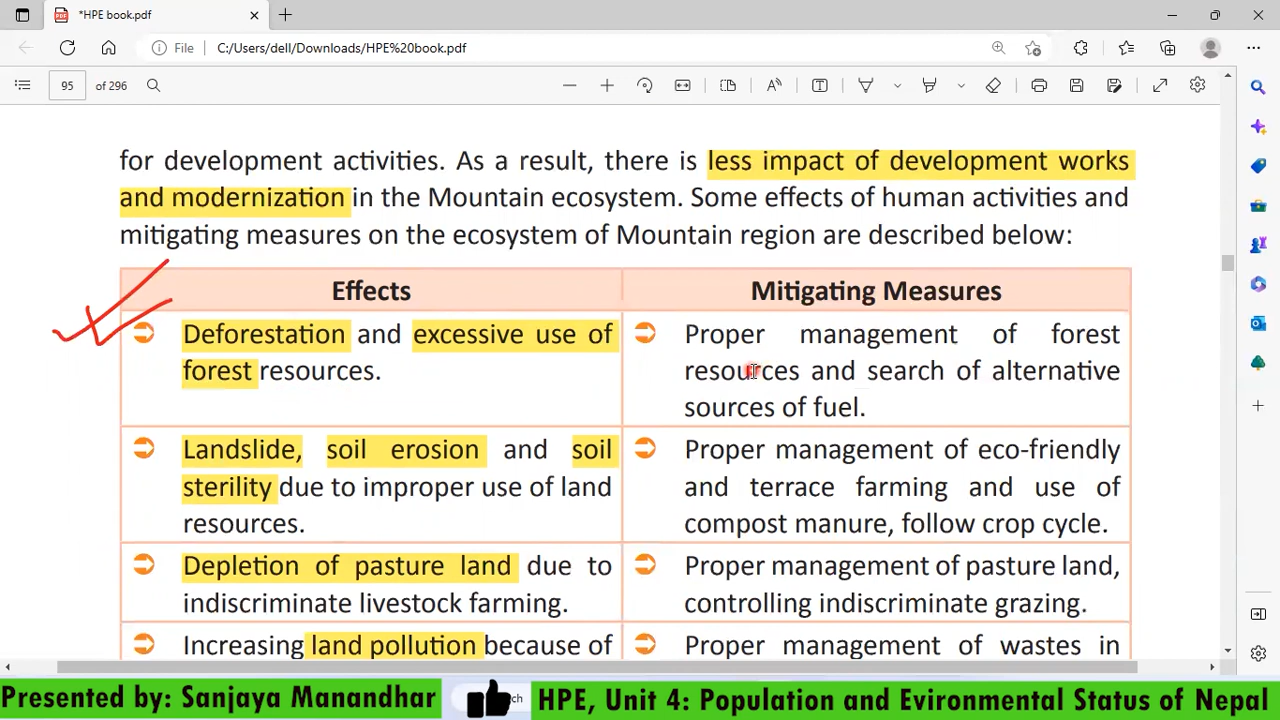 *HPE book.pdf
File
C:/Users/dell/Downloads/HPE%20book.pdf
95
of 296
for development activities. As a result, there is less impact of development works
and modernization in the Mountain ecosystem. Some effects of human activities and
mitigating measures on the ecosystem of Mountain region are described below:
Effects
Mitigating Measures
Deforestation and excessive use of
forest resources.
Proper management of forest
resources and search of alternative
sources of fuel.
Landslide, soil erosion and soil
sterility due to improper use of land
resources.
Proper management of eco-friendly
and terrace farming and use of
compost manure, follow crop cycle.
Depletion of pasture land due to
indiscriminate livestock farming.
Proper management of pasture land,
controlling indiscriminate grazing.
Increasing land pollution because of
Proper management of wastes in
Presented by: Sanjaya Manandhar
HPE, Unit 4: Population and Evironmental Status of Nepal